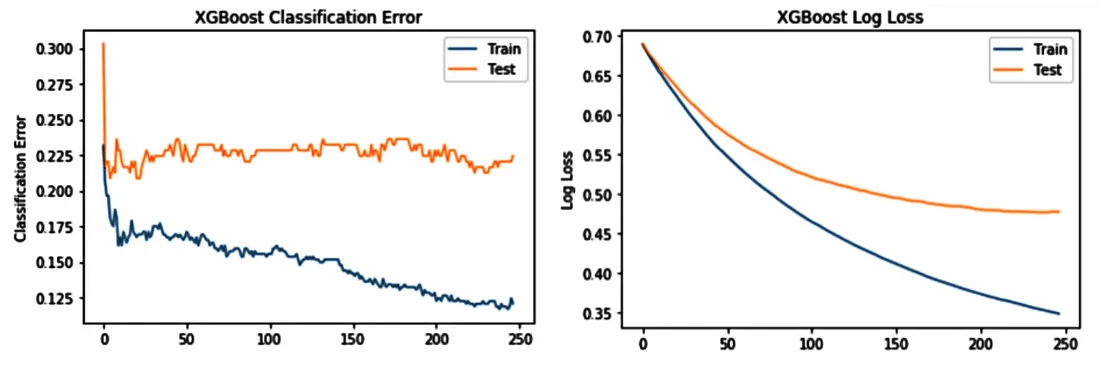 XGBoost Classification Error
0.300
0.275
0.250
0.225
0.200
0.175
0.150
0.125
Classification Error
Train
Test
0 50 100 150 200 250
XGBoost Log Loss
0.70
0.65
0.60
0.55
0.50
0.45
0.40
0.35
Log Loss
Train
Test
0 50 100 150 200 250